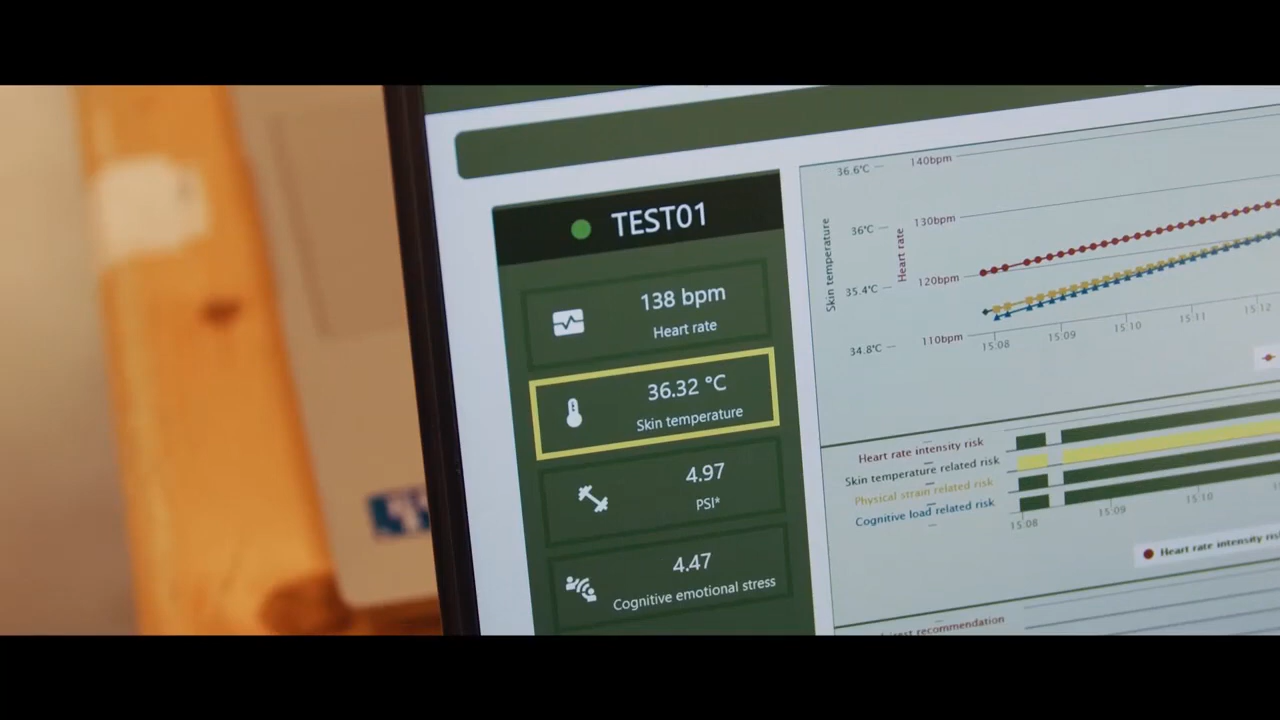 TEST01
138 bpm
Heart rate
36.32 °C
Skin temperature
4.97
PSI*
4.47
Cognitive emotional stress
Skin temperature
36.6°C
36°C
35.4°C
34.8°C
Heart rate
140bpm
130bpm
120bpm
110bpm
15:08 15:09 15:10 15:11 15:12
Heart rate intensity risk
Skin temperature related risk
Physical strain related risk
Cognitive load related risk
15:08 15:09 15:10
Heart rate intensity
recommendation